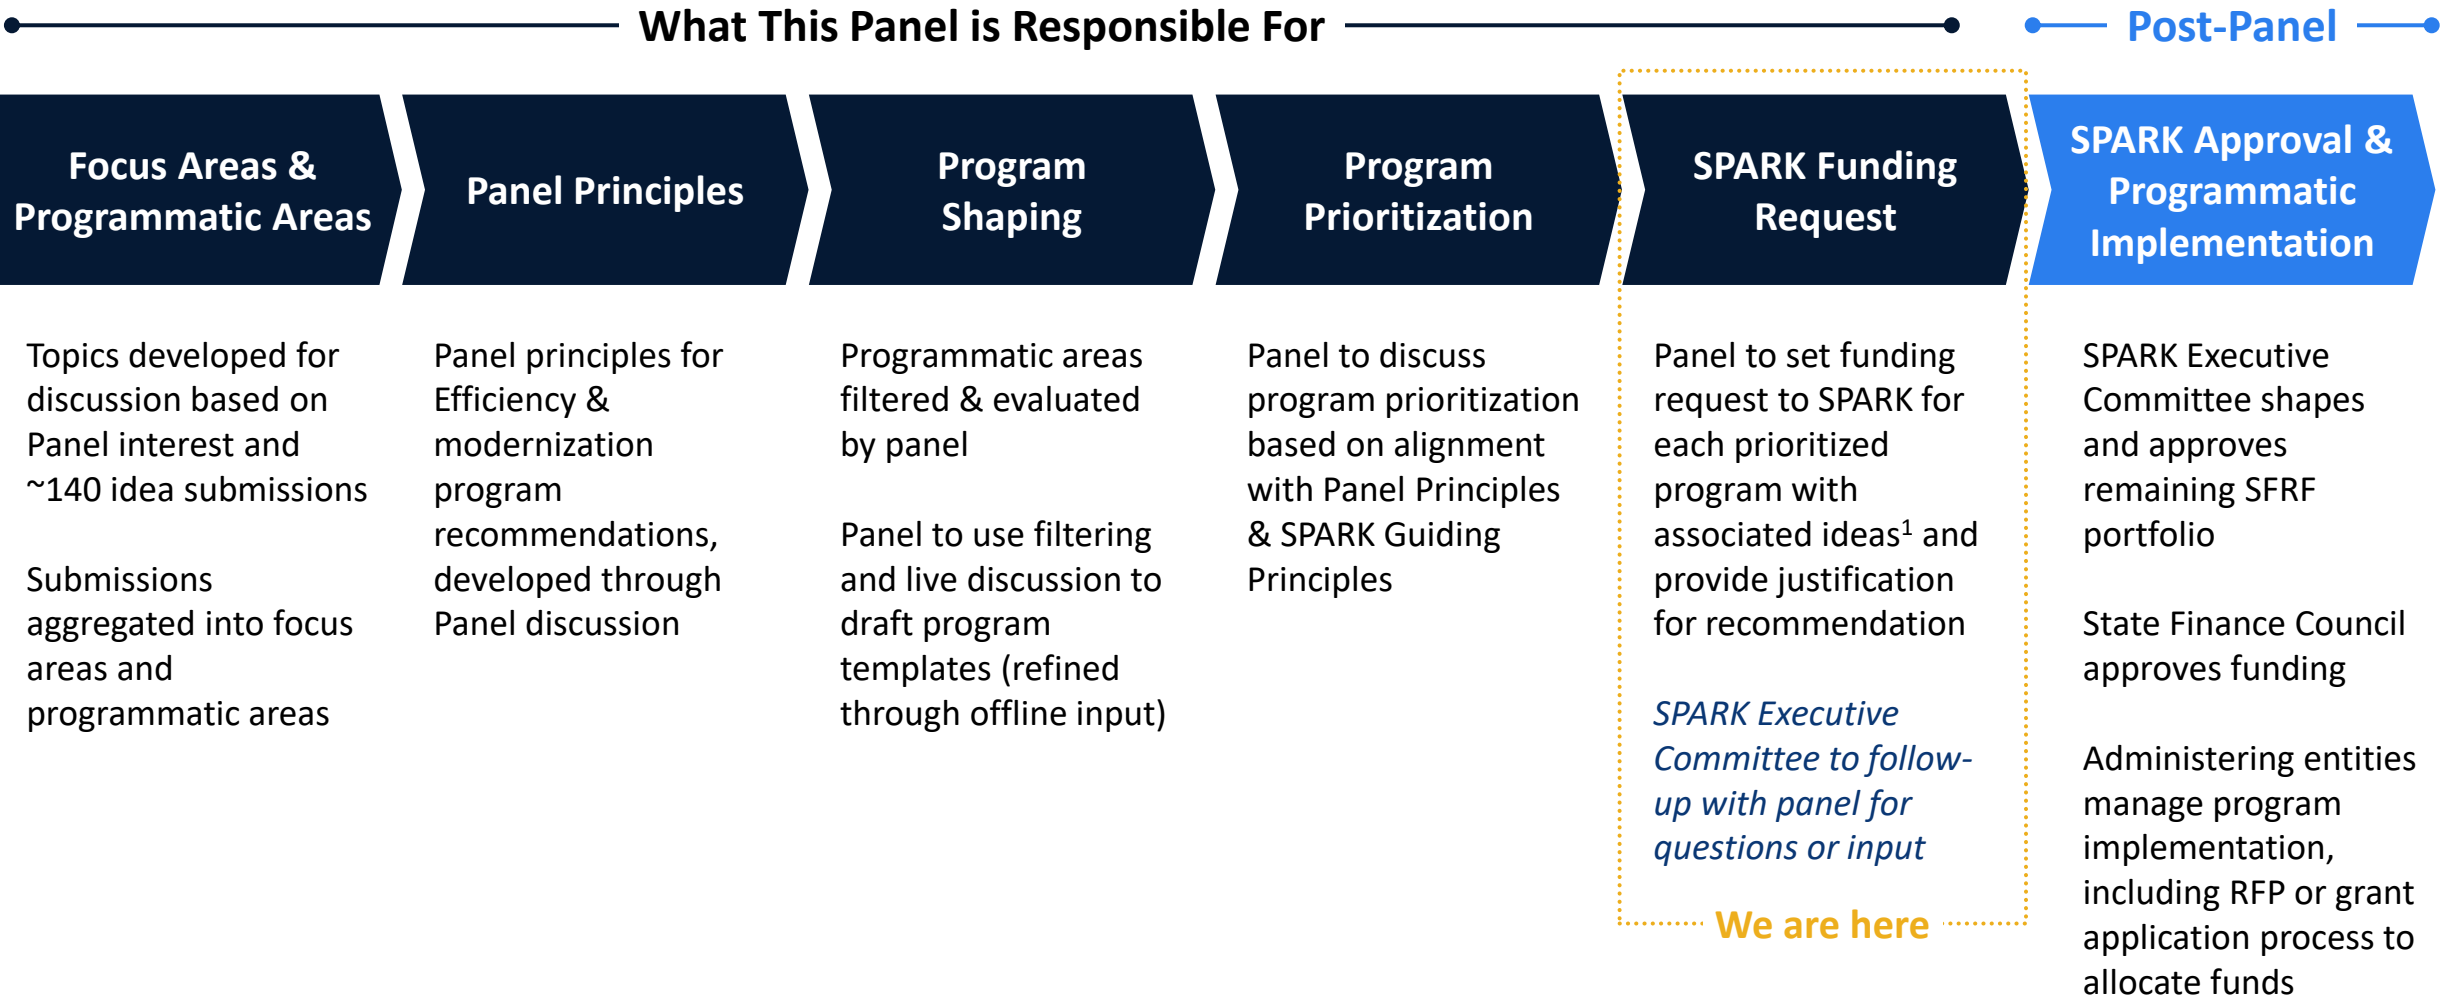 What This Panel is Responsible For
Post-Panel
Focus Areas &
Programmatic Areas
Panel Principles
Program
Shaping
Program
Prioritization
SPARK Funding
Request
SPARK Approval &
Programmatic
Implementation
Topics developed for
discussion based on
Panel interest and
~140 idea submissions
Submissions
aggregated into focus
areas and
programmatic areas
Panel principles for
Efficiency &
modernization
program
recommendations,
developed through
Panel discussion
Programmatic areas
filtered & evaluated
by panel
Panel to use filtering
and live discussion to
draft program
templates (refined
through offline input)
Panel to discuss
program prioritization
based on alignment
with Panel Principles
& SPARK Guiding
Principles
Panel to set funding
request to SPARK for
each prioritized
program with
associated ideas¹ and
provide justification
for recommendation
SPARK Executive
Committee to follow-
up with panel for
questions or input
We are here
SPARK Executive
Committee shapes
and approves
remaining SFRF
portfolio
State Finance Council
approves funding
Administering entities
manage program
implementation,
including RFP or grant
application process to
allocate funds